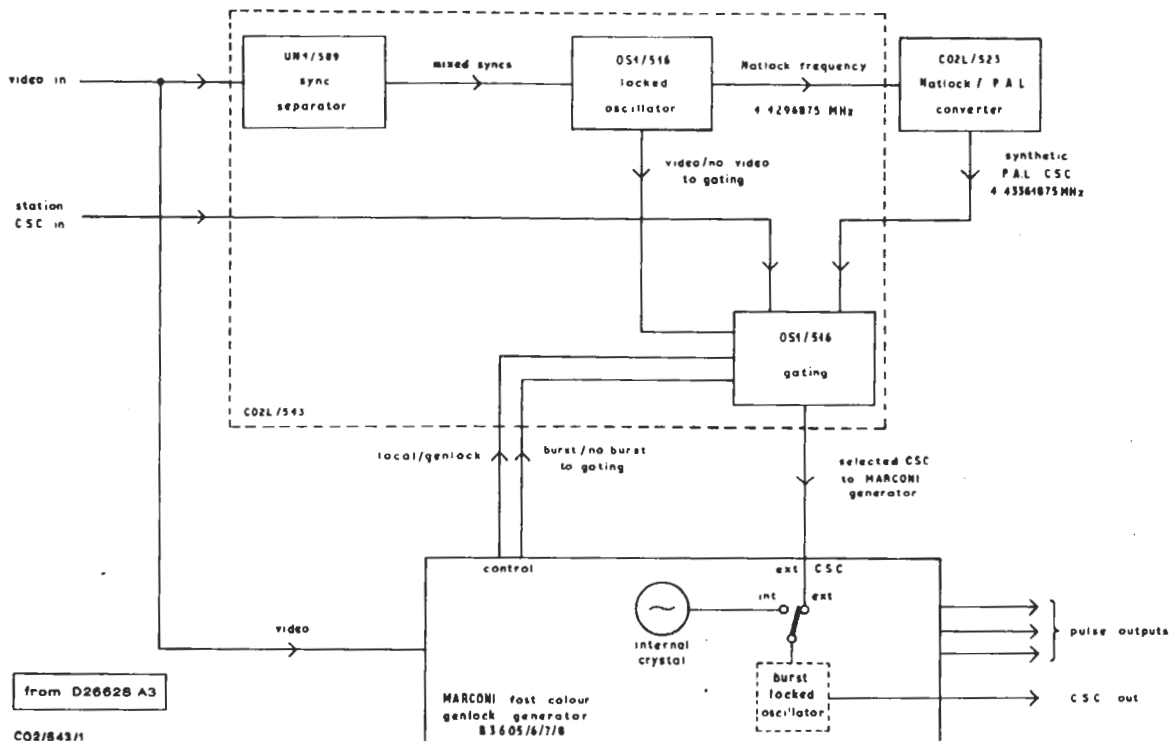 video in
UN1/589
sync
separator
mixed syncs
OS1/516
locked
oscillator
Natlock frequency
4.4296875 MHz
CO2L/523
Natlock / PAL
converter
synthetic
PAL CSC
4.43361875MHz
video/no video
to gating
station
CSC in
OS1/516
gating
CO2L/543
local/genlock
burst/no burst
to gating
selected CSC
to MARCONI
generator
control
ext CSC
int
ext
internal
crystal
video
pulse outputs
burst
locked
oscillator
CSC out
from D26628 A3
MARCONI fast colour
genlock generator
B3605/6/7/8
CO2/543/1